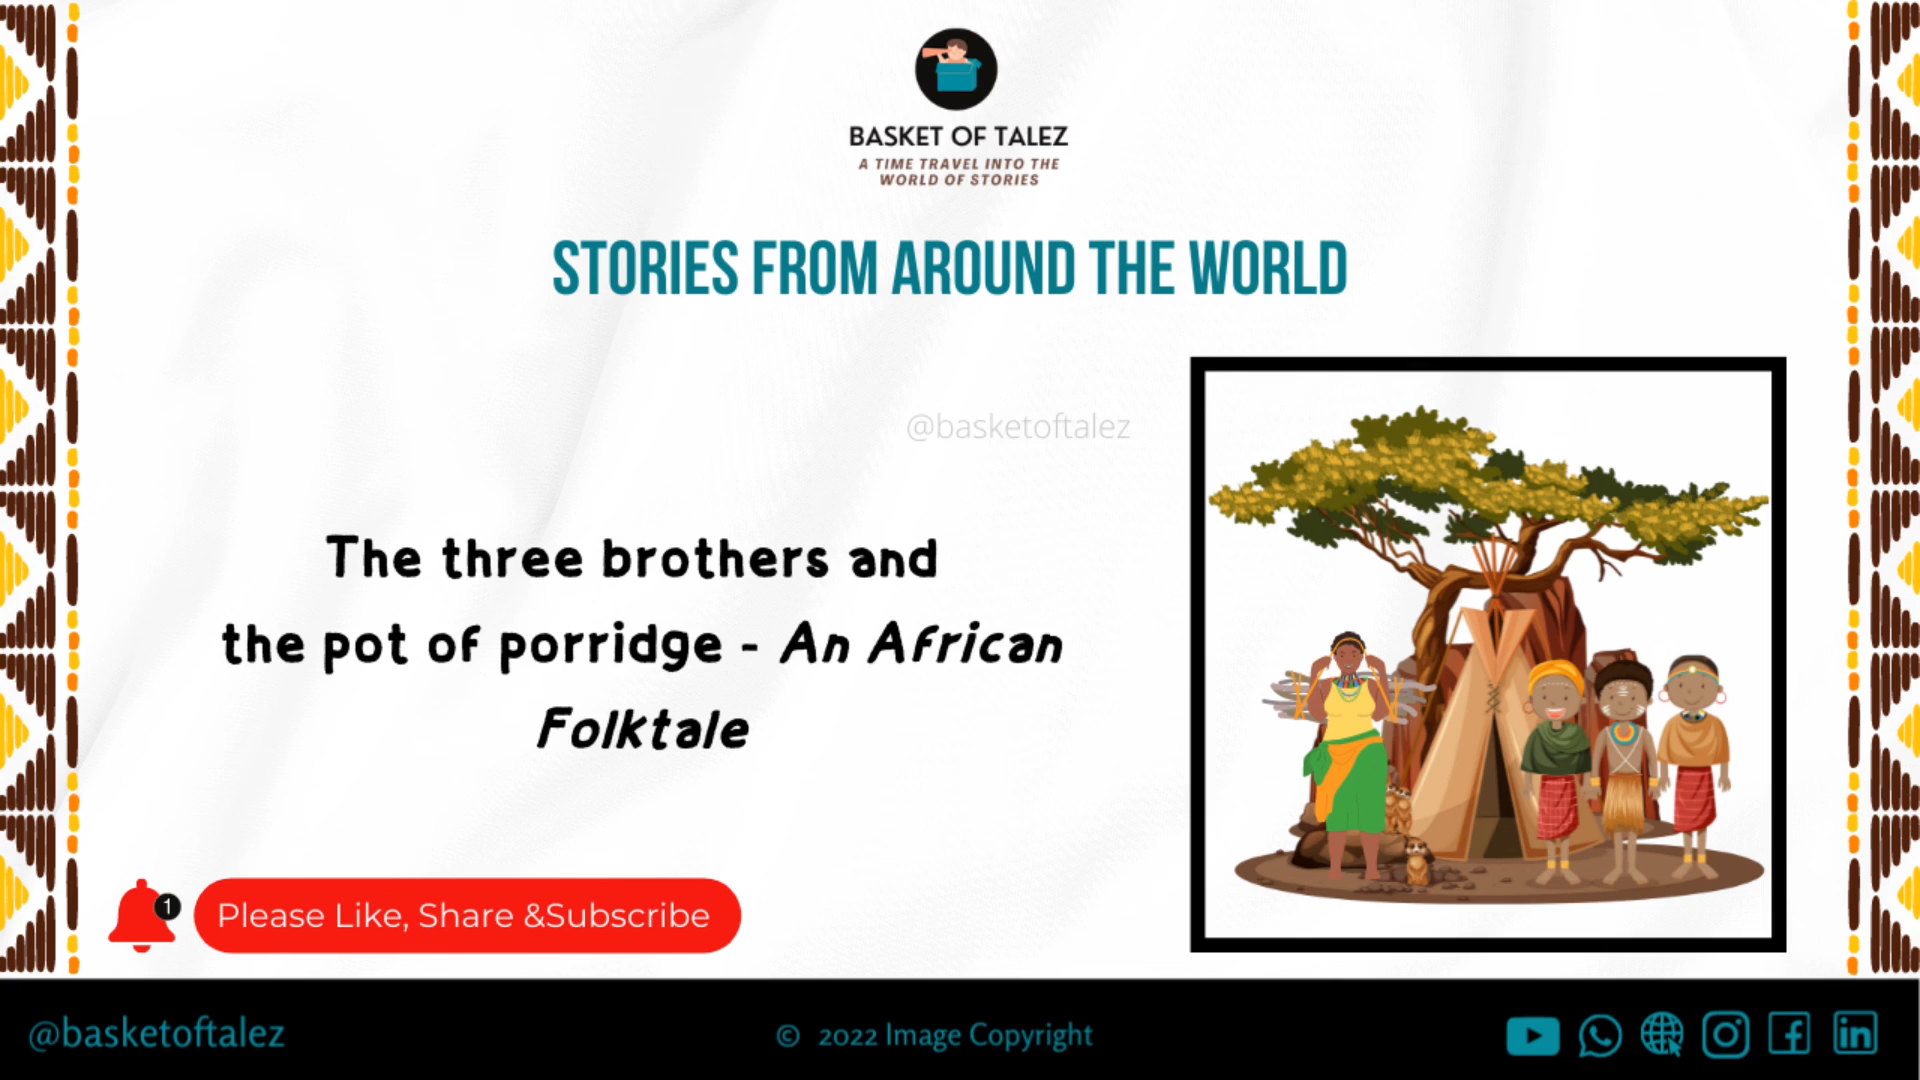 BASKET OF TALEZ
A TIME TRAVEL INTO THE
WORLD OF STORIES
STORIES FROM AROUND THE WORLD
@basketoftalez
The three brothers and
the pot of porridge - An African
Folktale
1
Please Like, Share &Subscribe
@basketoftalez
© 2022 Image Copyright
in